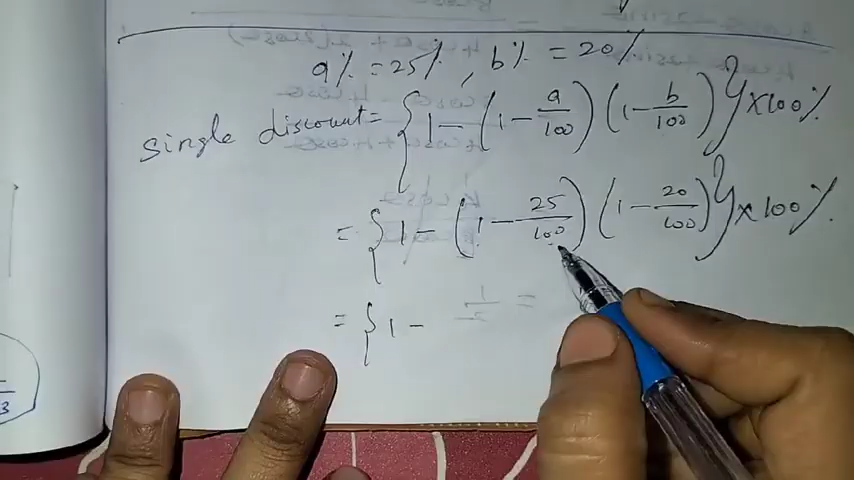 a% = 25%, b% = 20%
single discount = { 1 - (1 - a/100) (1 - b/100) } × 100%
= { 1 - (1 - 25/100) (1 - 20/100) } × 100%
= { 1 -
3